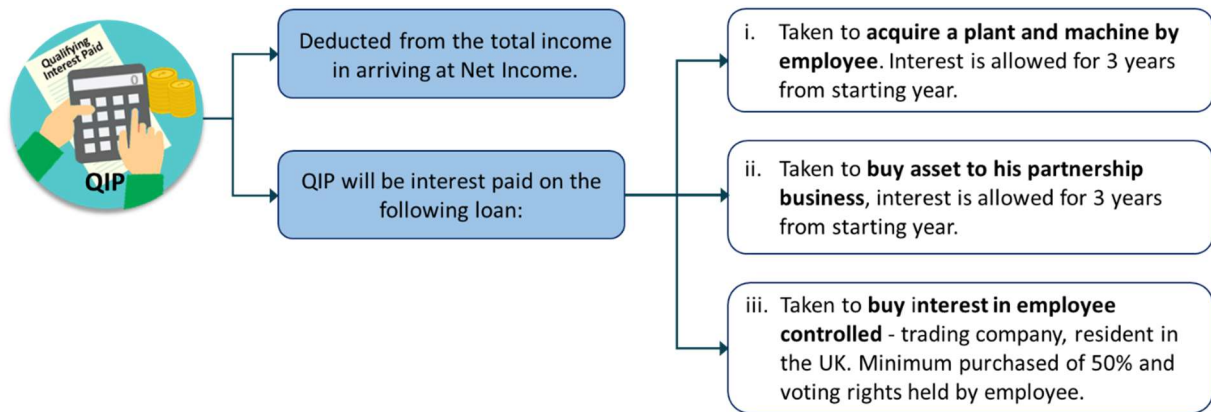 Qualifying
Interest Paid
0
QIP
Deducted from the total income
in arriving at Net Income.
QIP will be interest paid on the
following loan:
i. Taken to acquire a plant and machine by
employee. Interest is allowed for 3 years
from starting year.
ii. Taken to buy asset to his partnership
business, interest is allowed for 3 years
from starting year.
iii. Taken to buy interest in employee
controlled - trading company, resident in
the UK. Minimum purchased of 50% and
voting rights held by employee.